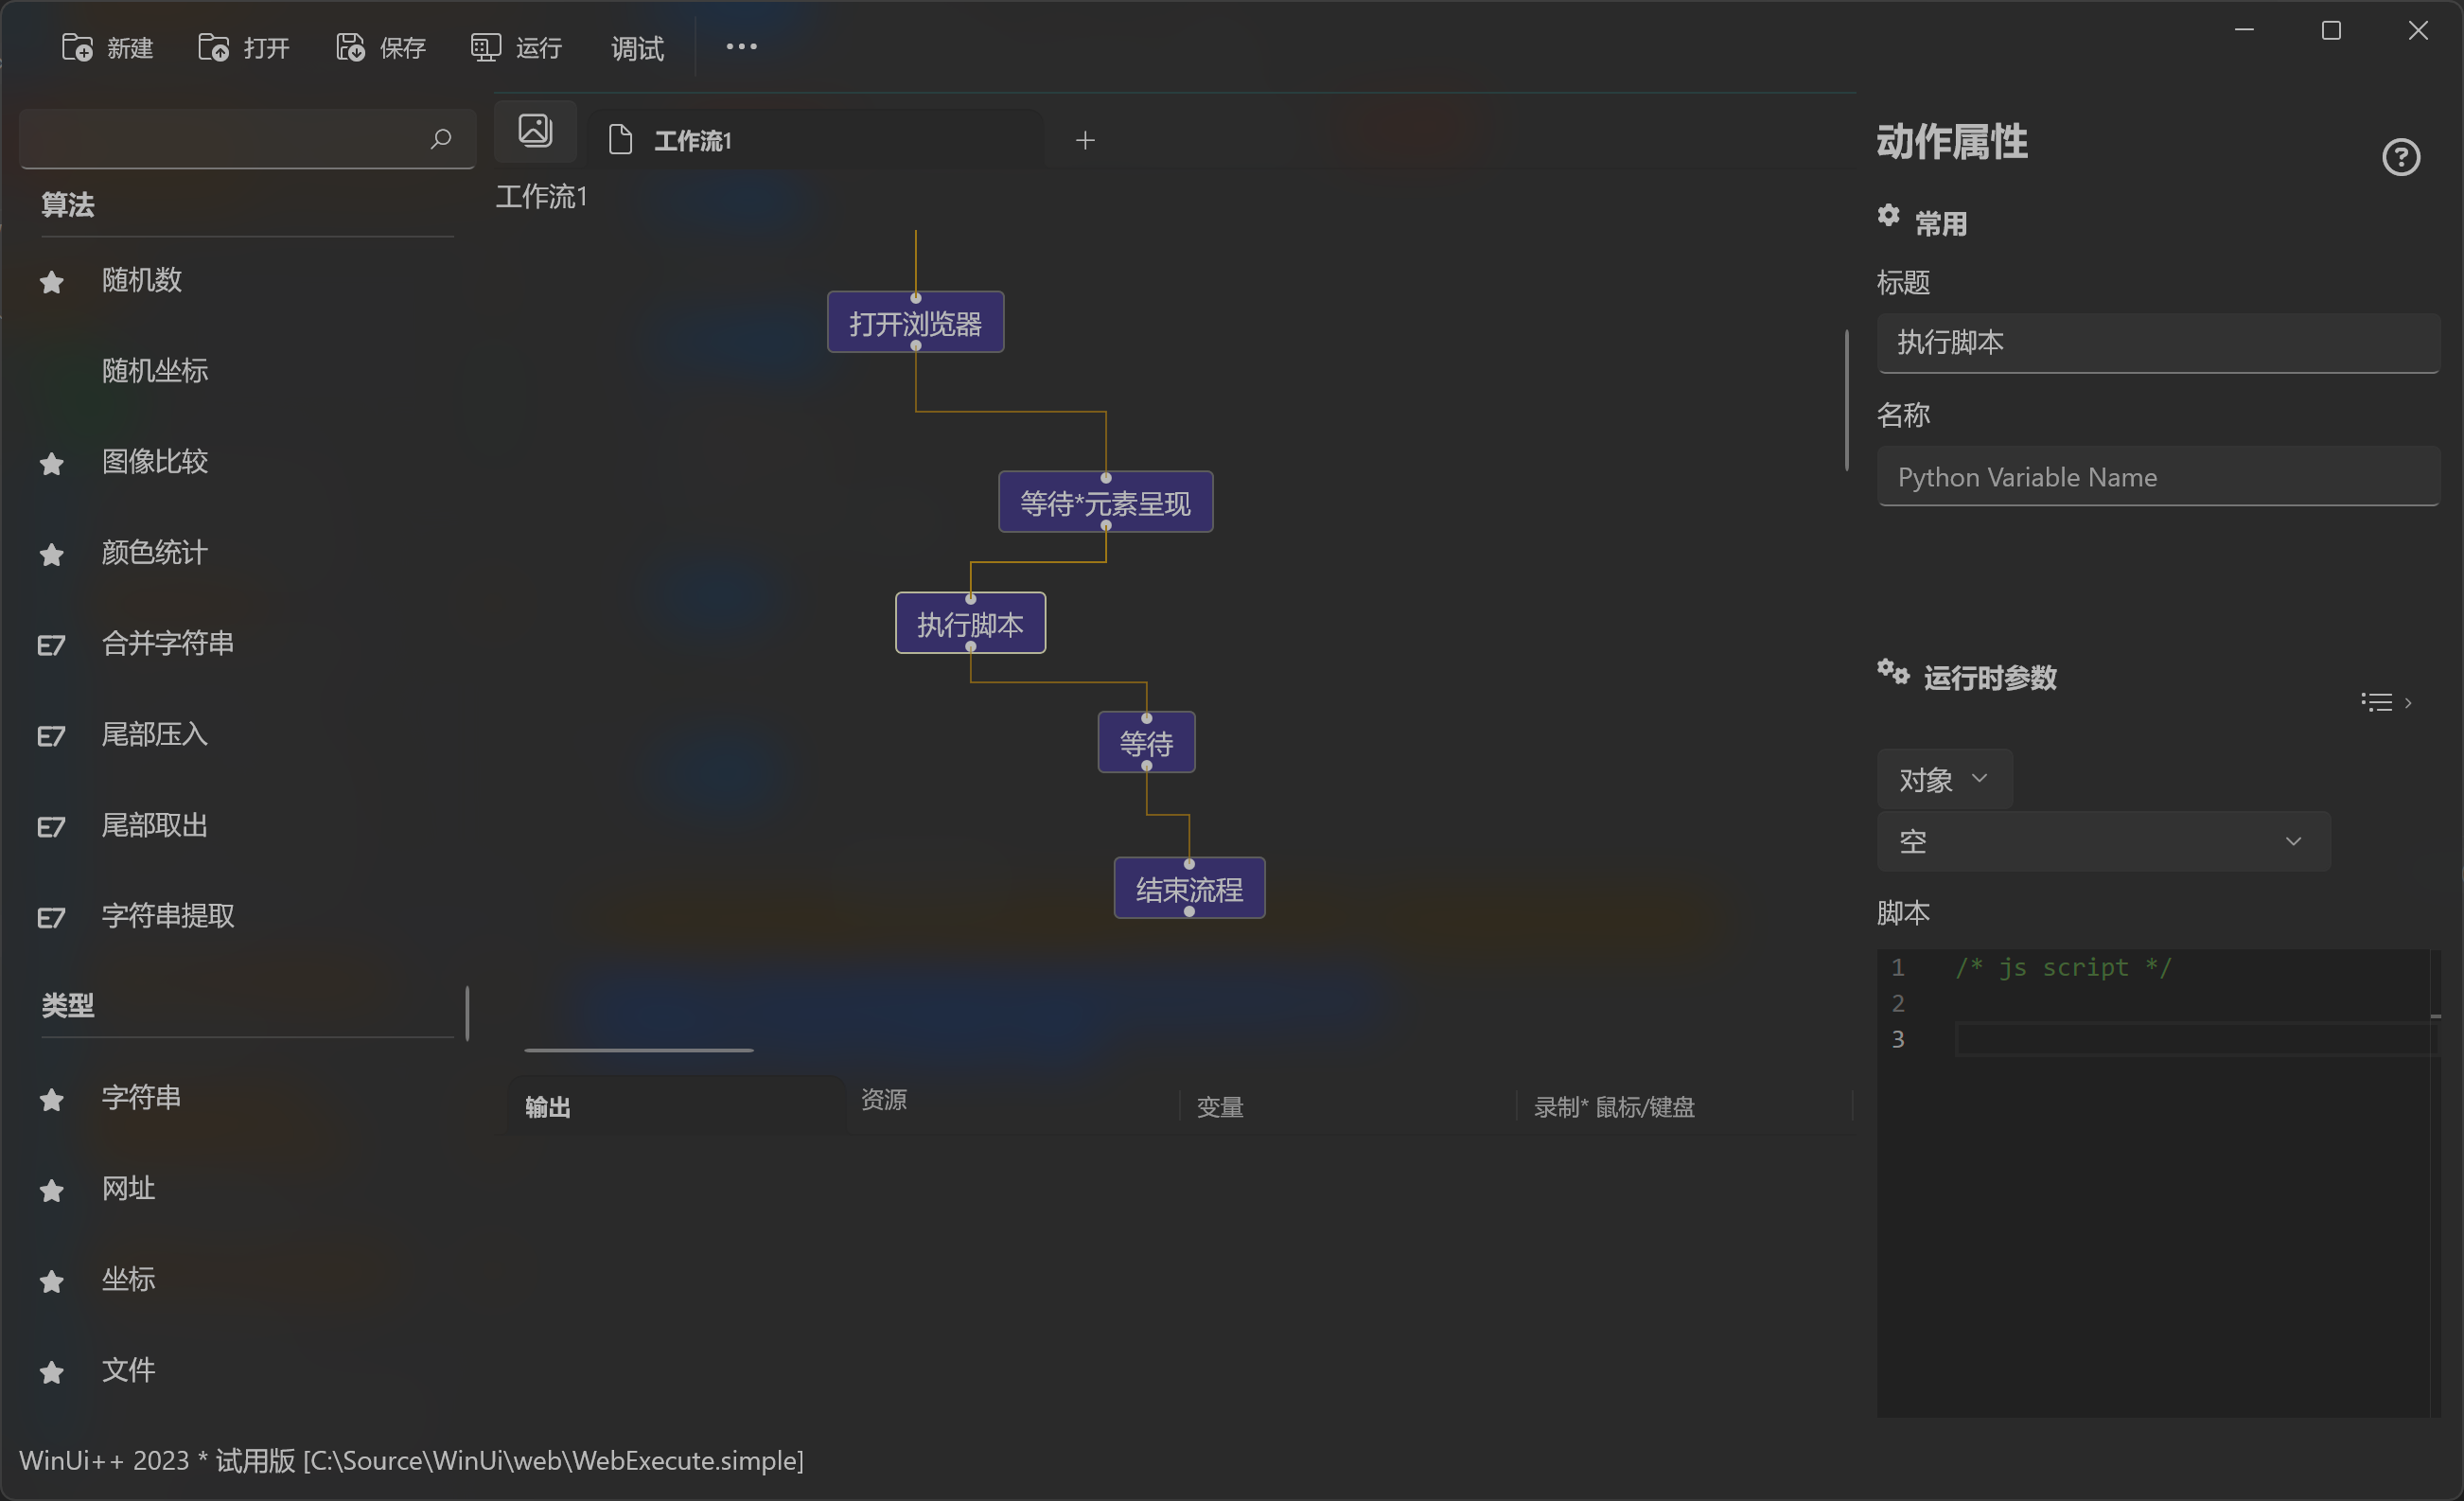 新建 打开 保存 运行 调试
算法
随机数
随机坐标
图像比较
颜色统计
E7 合并字符串
E7 尾部压入
E7 尾部取出
E7 字符串提取
类型
字符串
网址
坐标
文件
工作流1
工作流1
打开浏览器
等待*元素呈现
执行脚本
等待
结束流程
输出 资源 变量 录制* 鼠标/键盘
动作属性
常用
标题
执行脚本
名称
Python Variable Name
运行时参数
对象
空
脚本
1 /* js script */
2
3
WinUi++ 2023 * 试用版 [C:\Source\WinUi\web\WebExecute.simple]